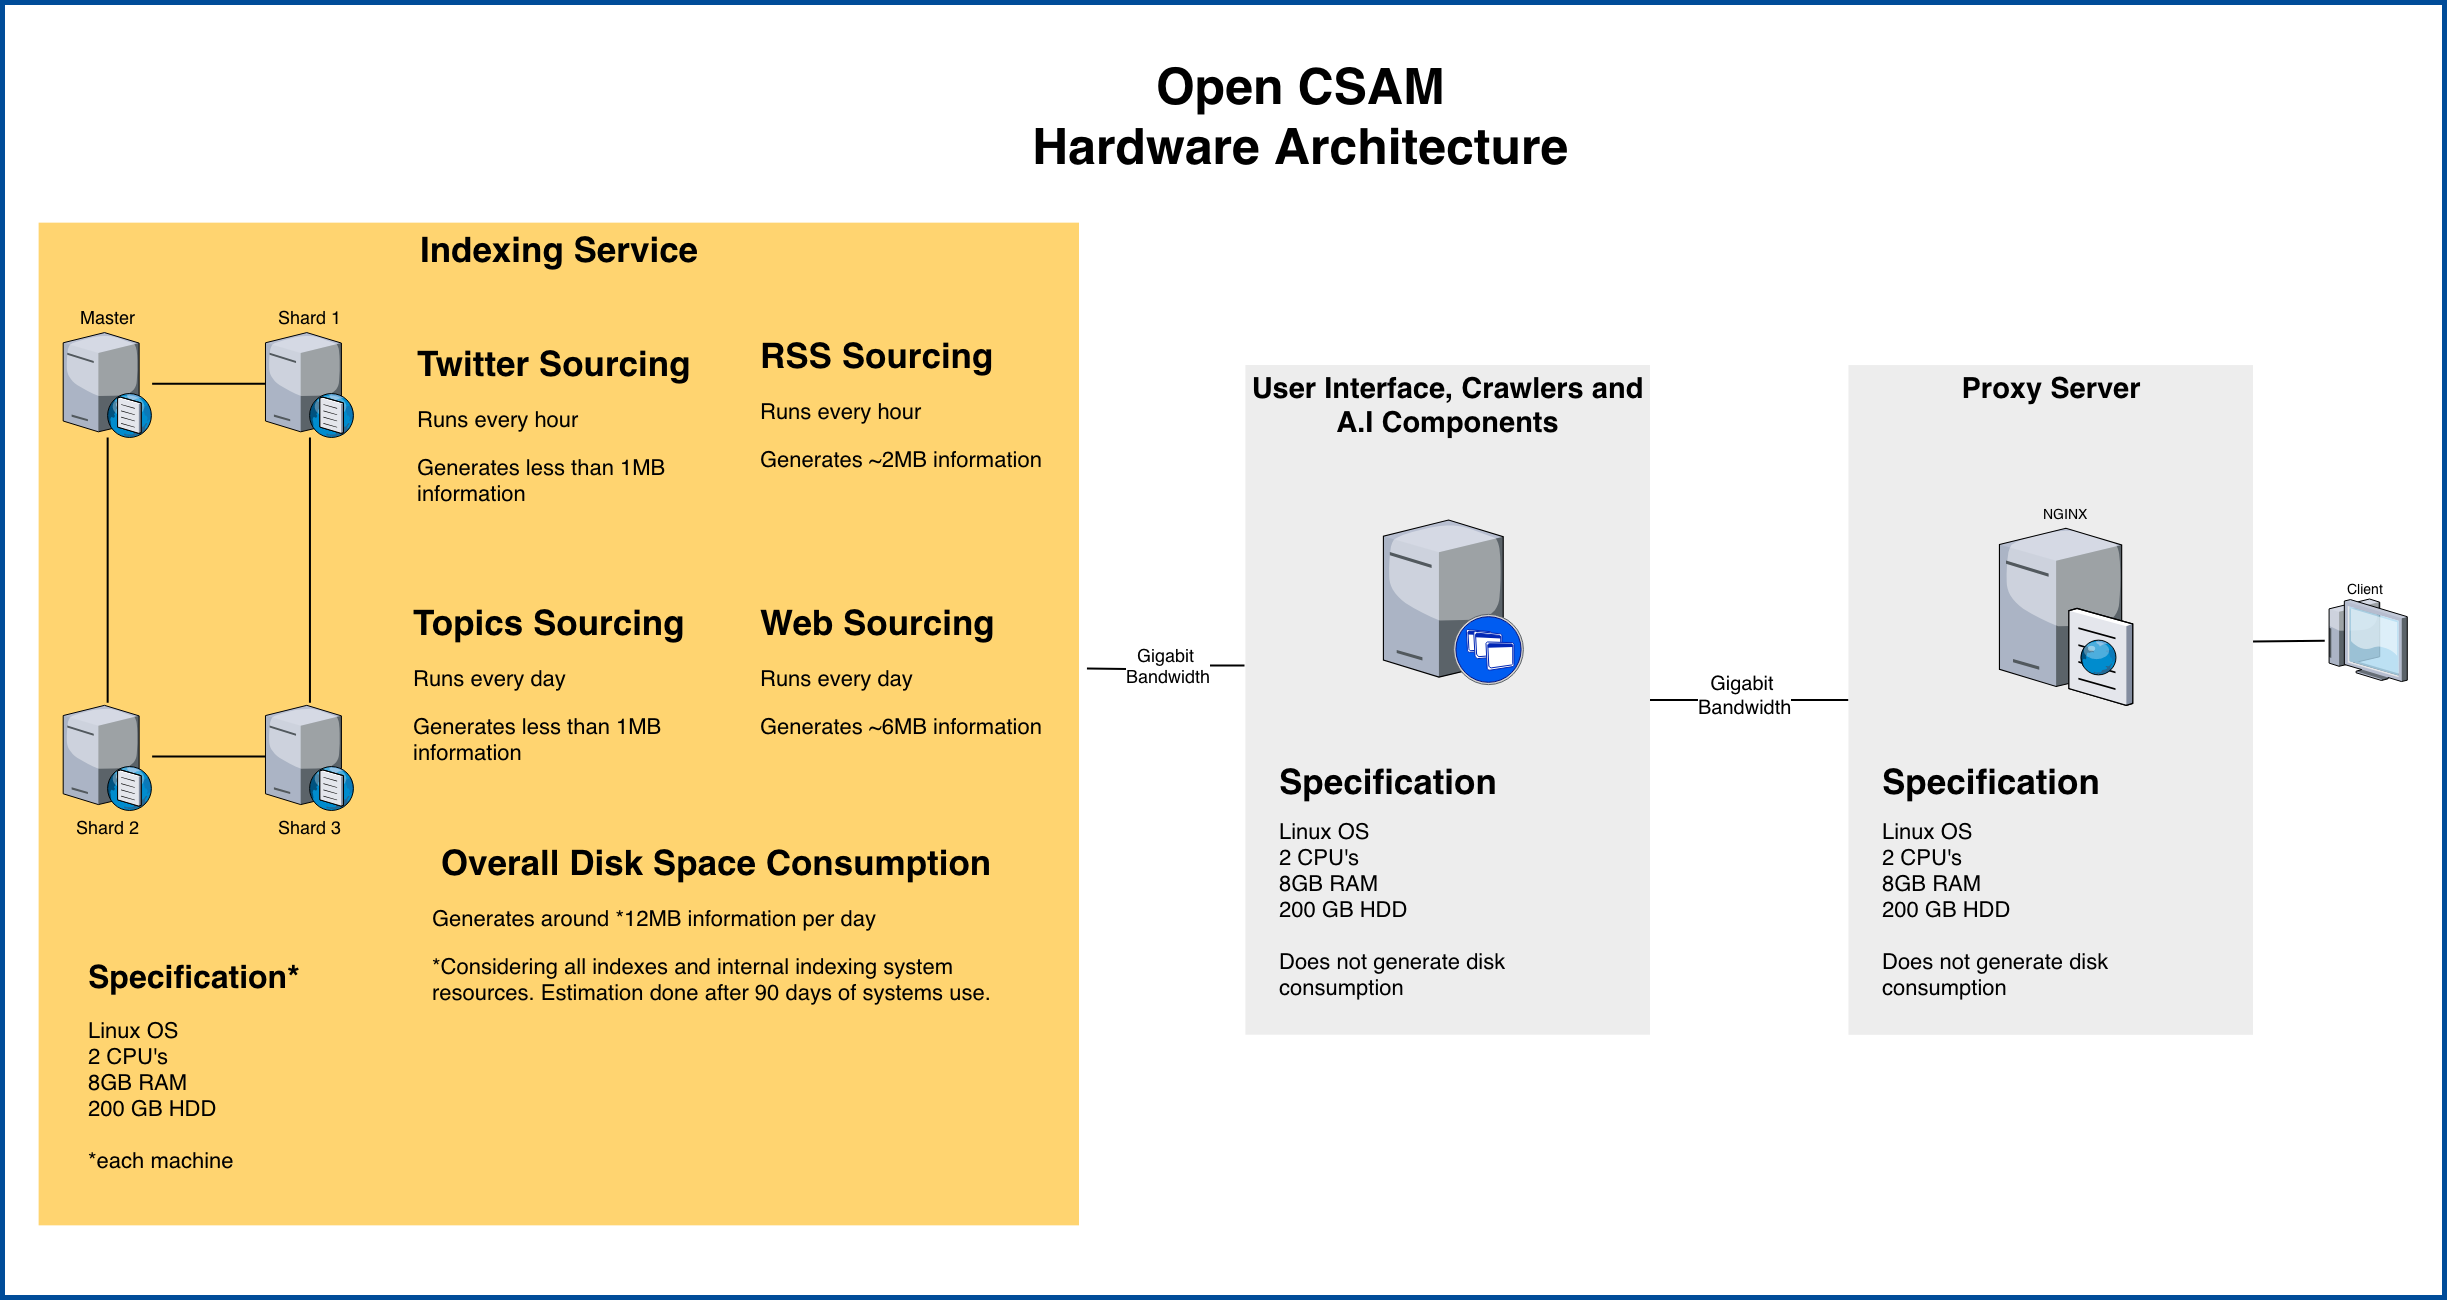 Open CSAM
Hardware Architecture
Indexing Service
Master
Shard 1
Shard 2
Shard 3
Twitter Sourcing
Runs every hour
Generates less than 1MB
information
RSS Sourcing
Runs every hour
Generates ~2MB information
Topics Sourcing
Runs every day
Generates less than 1MB
information
Web Sourcing
Runs every day
Generates ~6MB information
Overall Disk Space Consumption
Generates around *12MB information per day
*Considering all indexes and internal indexing system
resources. Estimation done after 90 days of systems use.
Specification*
Linux OS
2 CPU's
8GB RAM
200 GB HDD
*each machine
Gigabit
Bandwidth
User Interface, Crawlers and
A.I Components
Specification
Linux OS
2 CPU's
8GB RAM
200 GB HDD
Does not generate disk
consumption
Gigabit
Bandwidth
Proxy Server
NGINX
Specification
Linux OS
2 CPU's
8GB RAM
200 GB HDD
Does not generate disk
consumption
Client